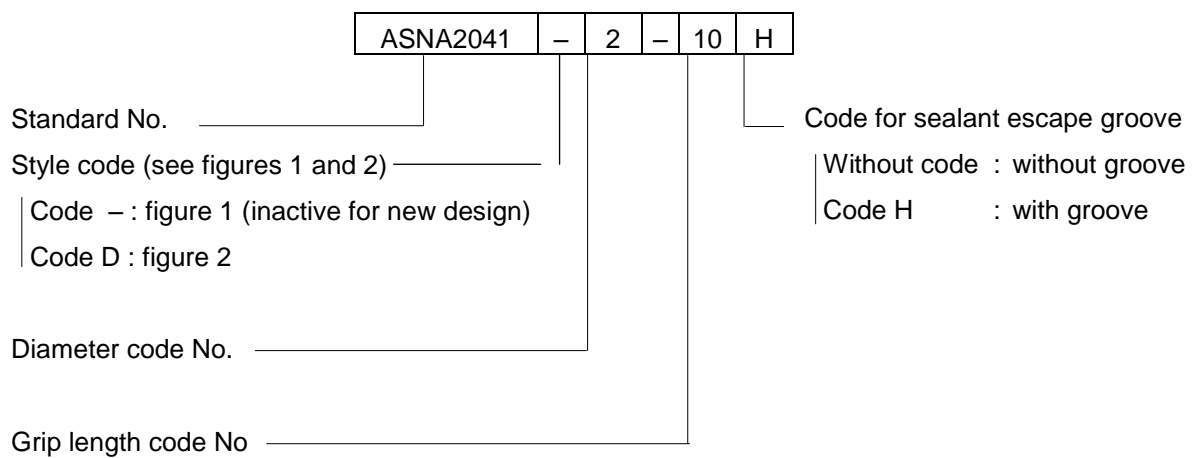 ASNA2041 – 2 – 10 H
Standard No.
Code for sealant escape groove
Style code (see figures 1 and 2)
Without code : without groove
Code – : figure 1 (inactive for new design)
Code H : with groove
Code D : figure 2
Diameter code No.
Grip length code No